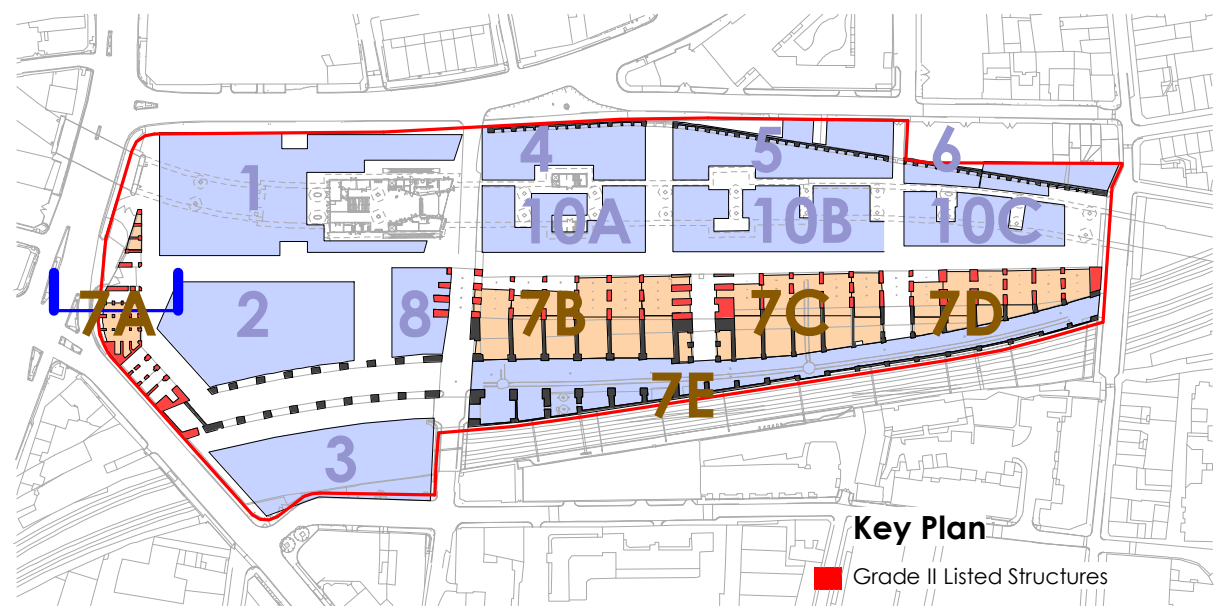 4
5
6
1
10A
10B
10C
7A
2
8
7B
7C
7D
7E
3
Key Plan
Grade II Listed Structures